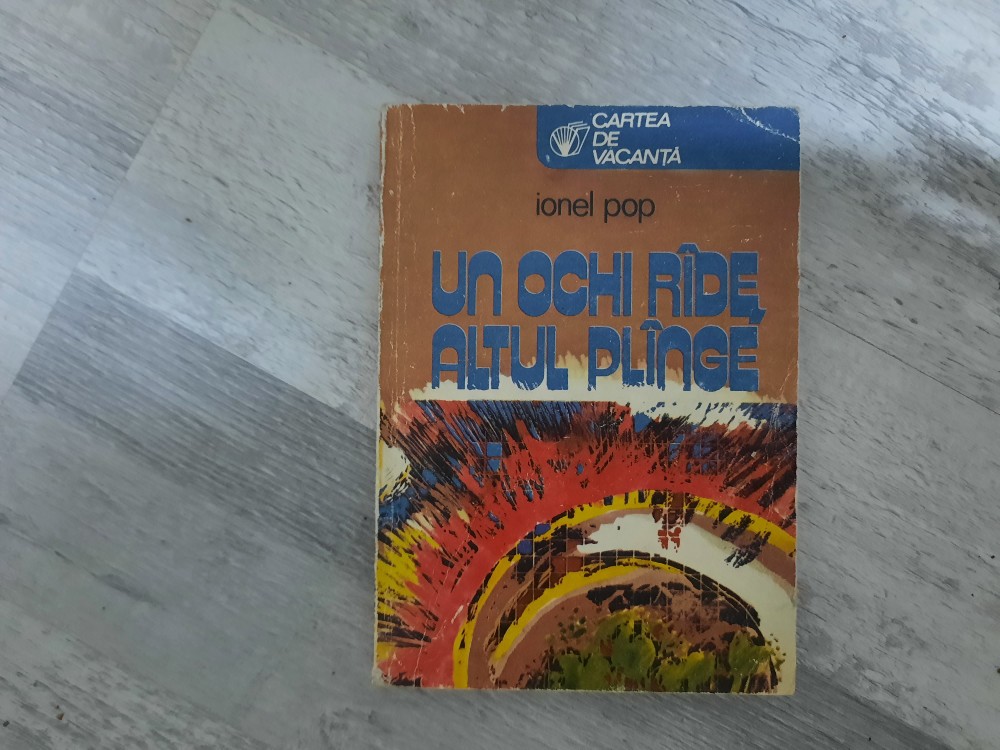 CARTEA
DE
VACANȚĂ
ionel pop
UN OCHI RÎDE,
ALTUL PLÎNGE